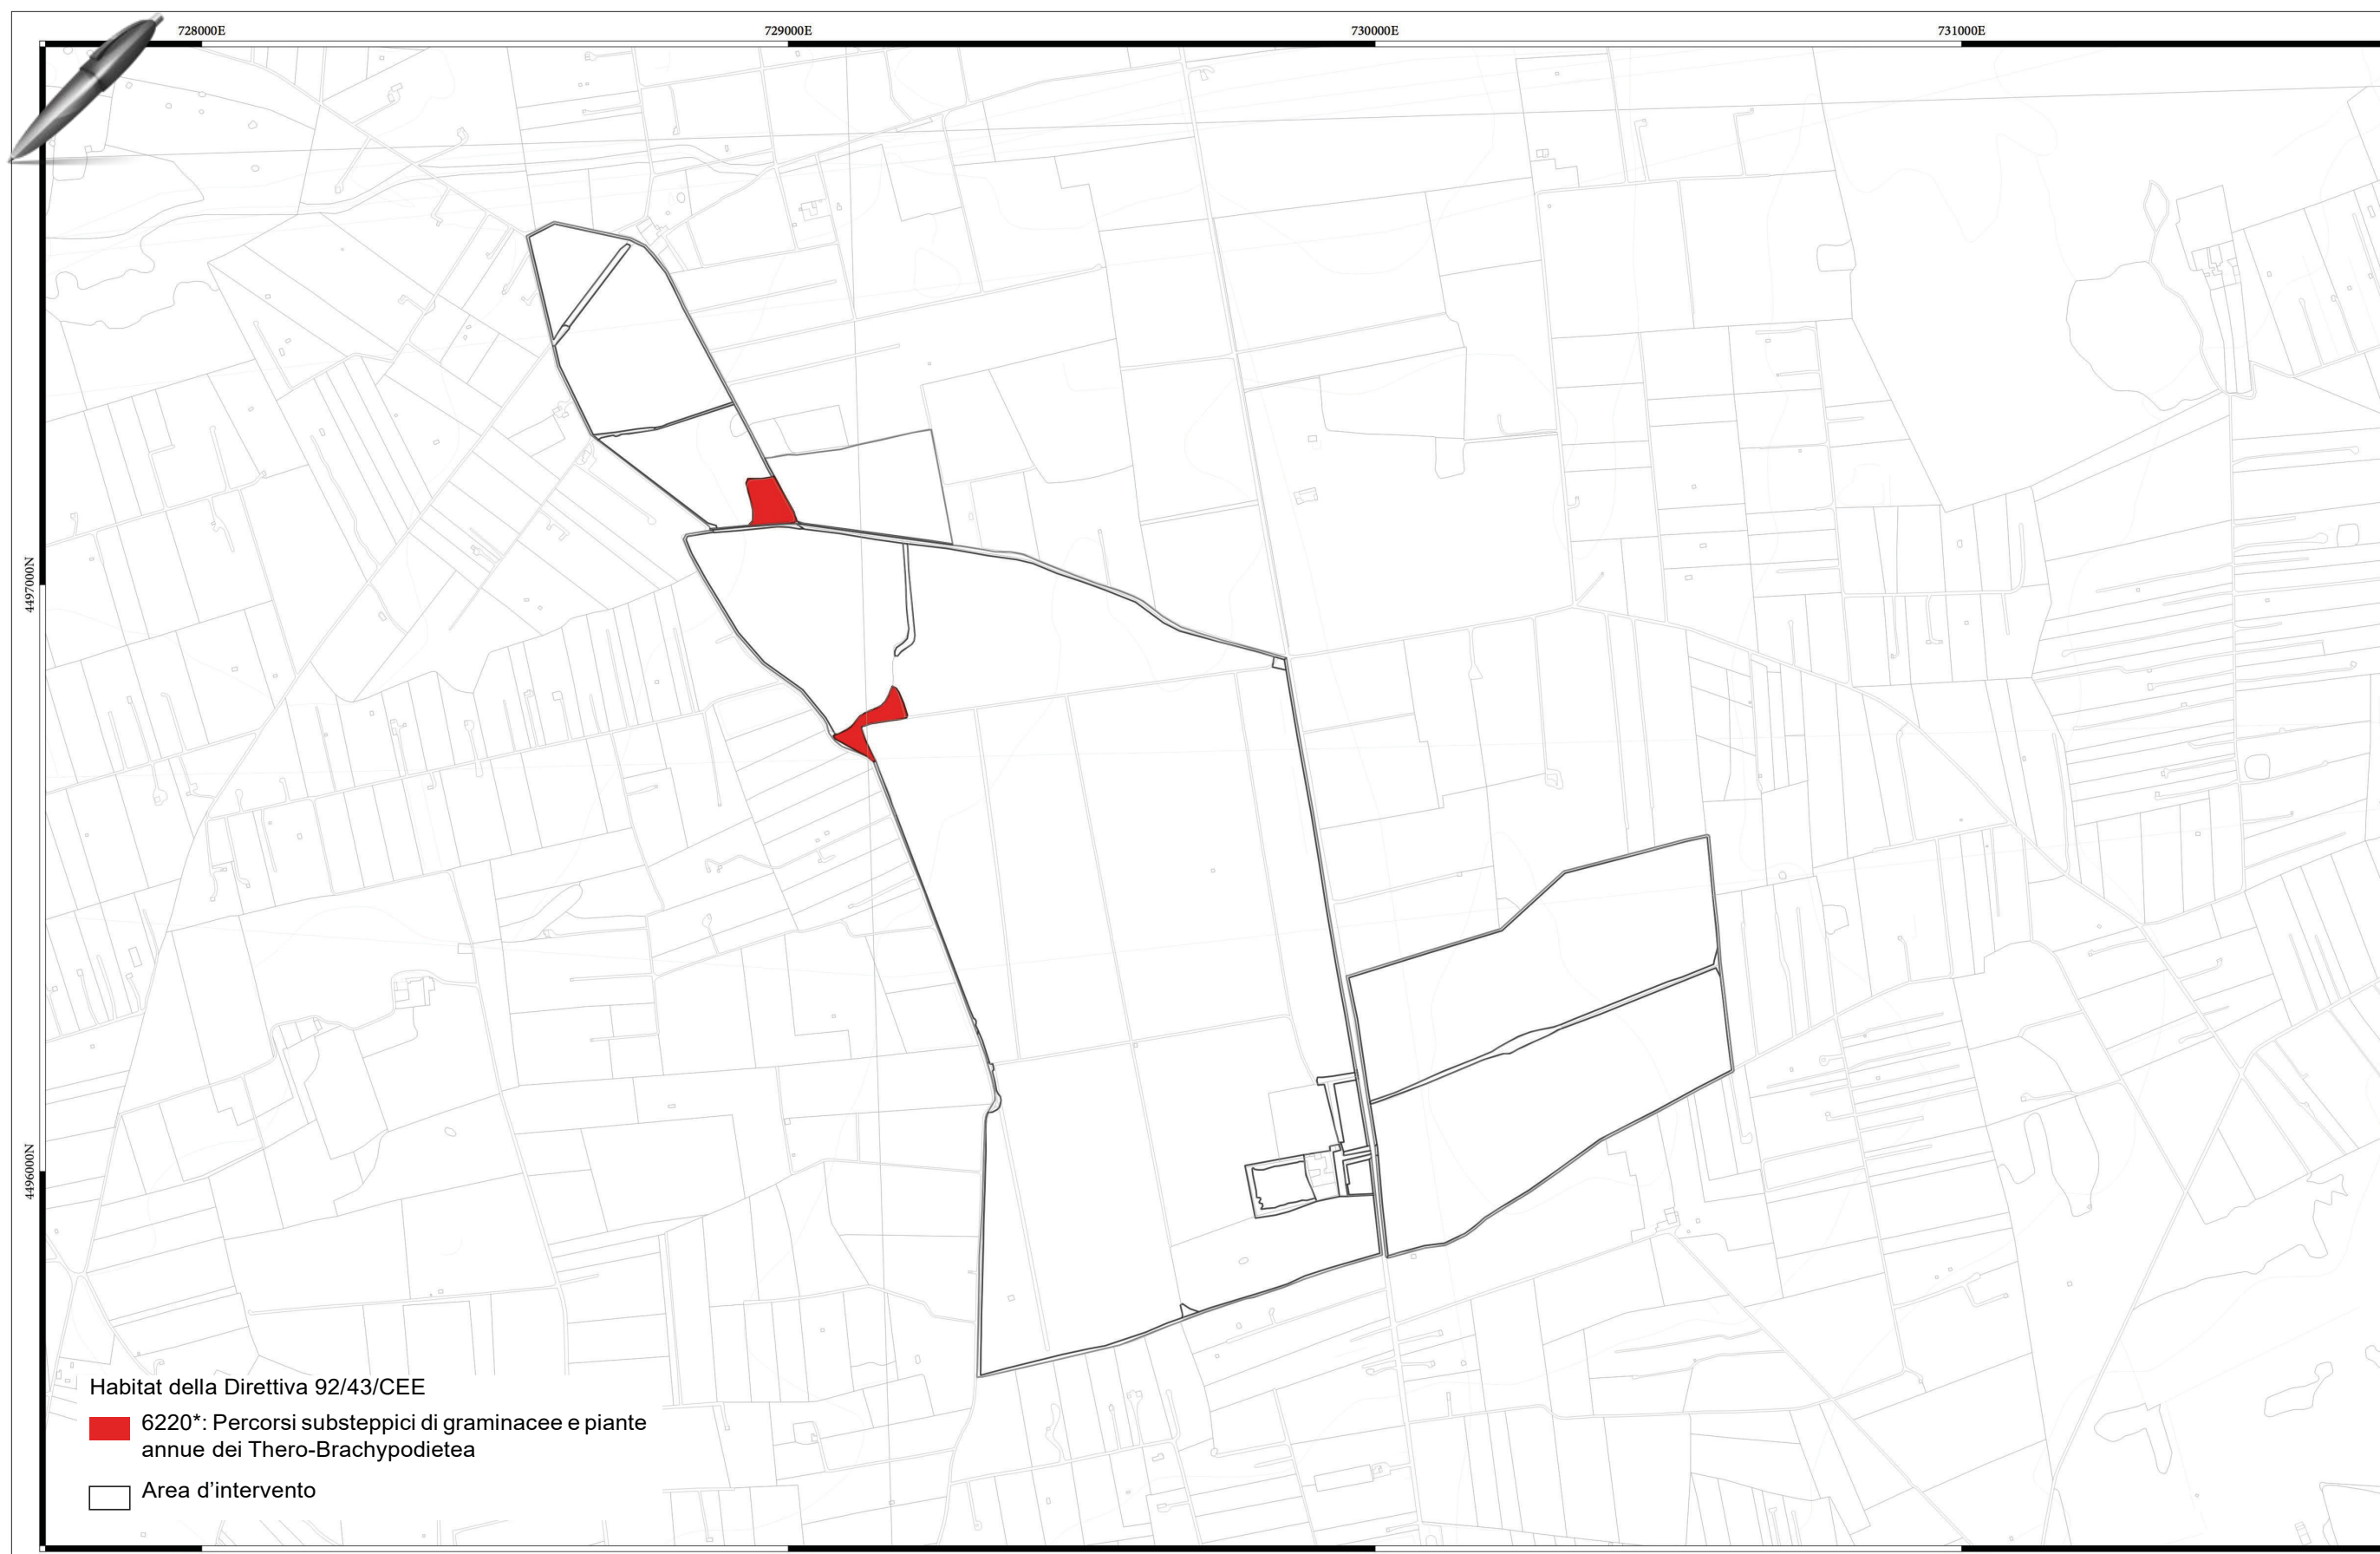 728000E 729000E 730000E 731000E
4497000N
4496000N
Habitat della Direttiva 92/43/CEE
6220*: Percorsi substeppici di graminacee e piante
annue dei Thero-Brachypodietea
Area d’intervento